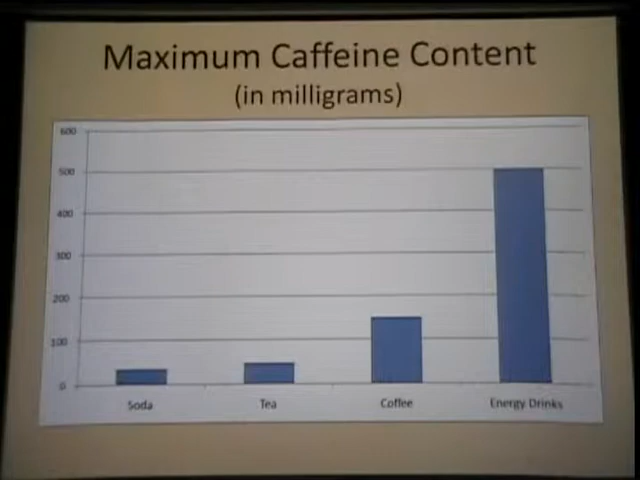 Maximum Caffeine Content
(in milligrams)
600
500
400
300
200
100
0
Soda
Tea
Coffee
Energy Drinks